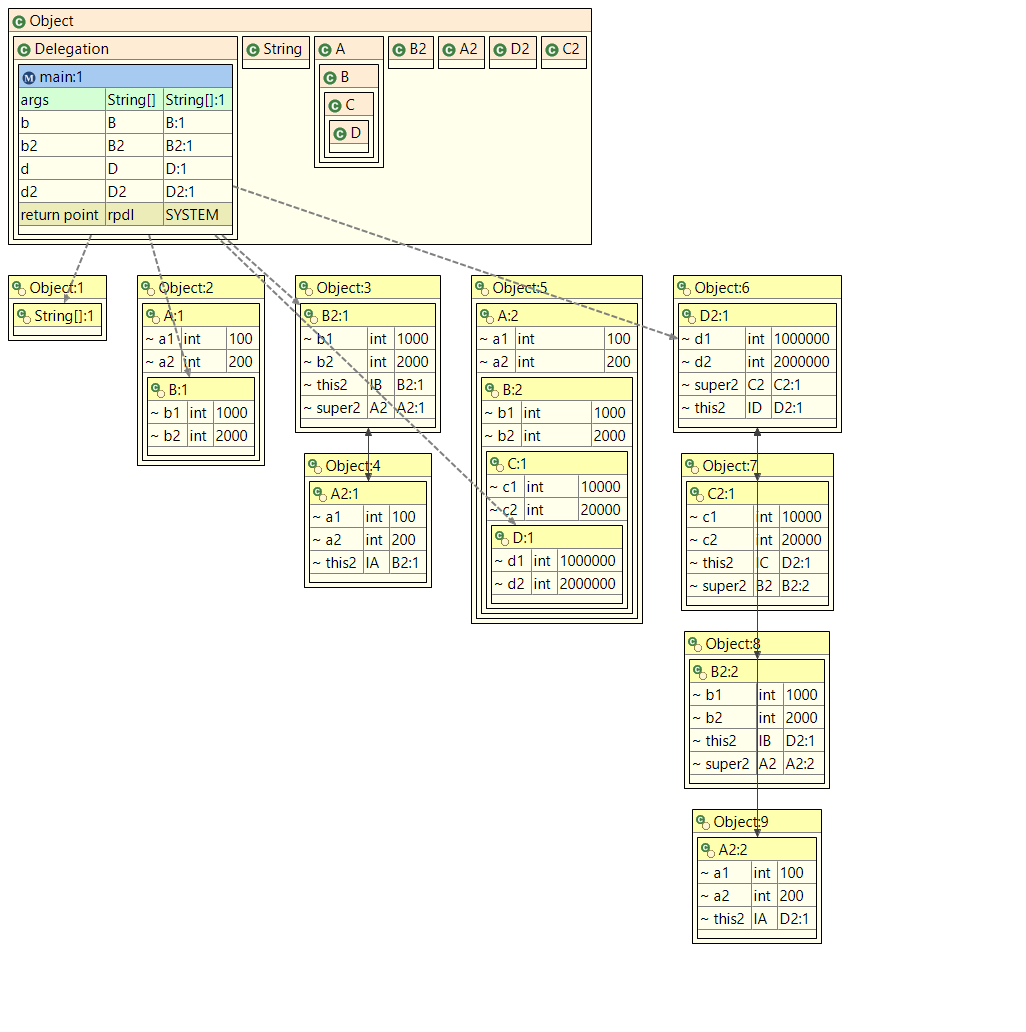 Object
Delegation
String
A
B2
A2
D2
C2
main:1
args String[] String[]:1
b B B:1
b2 B2 B2:1
d D D:1
d2 D2 D2:1
return point rpdl SYSTEM
B
C
D
Object:1
String[]:1
Object:2
A:1
~ a1 int 100
~ a2 int 200
B:1
~ b1 int 1000
~ b2 int 2000
Object:3
B2:1
~ b1 int 1000
~ b2 int 2000
~ this2 IB B2:1
~ super2 A2 A2:1
Object:4
A2:1
~ a1 int 100
~ a2 int 200
~ this2 IA B2:1
Object:5
A:2
~ a1 int 100
~ a2 int 200
B:2
~ b1 int 1000
~ b2 int 2000
C:1
~ c1 int 10000
~ c2 int 20000
D:1
~ d1 int 1000000
~ d2 int 2000000
Object:6
D2:1
~ d1 int 1000000
~ d2 int 2000000
~ super2 C2 C2:1
~ this2 ID D2:1
Object:7
C2:1
~ c1 int 10000
~ c2 int 20000
~ this2 IC D2:1
~ super2 B2 B2:2
Object:8
B2:2
~ b1 int 1000
~ b2 int 2000
~ this2 IB D2:1
~ super2 A2 A2:2
Object:9
A2:2
~ a1 int 100
~ a2 int 200
~ this2 IA D2:1